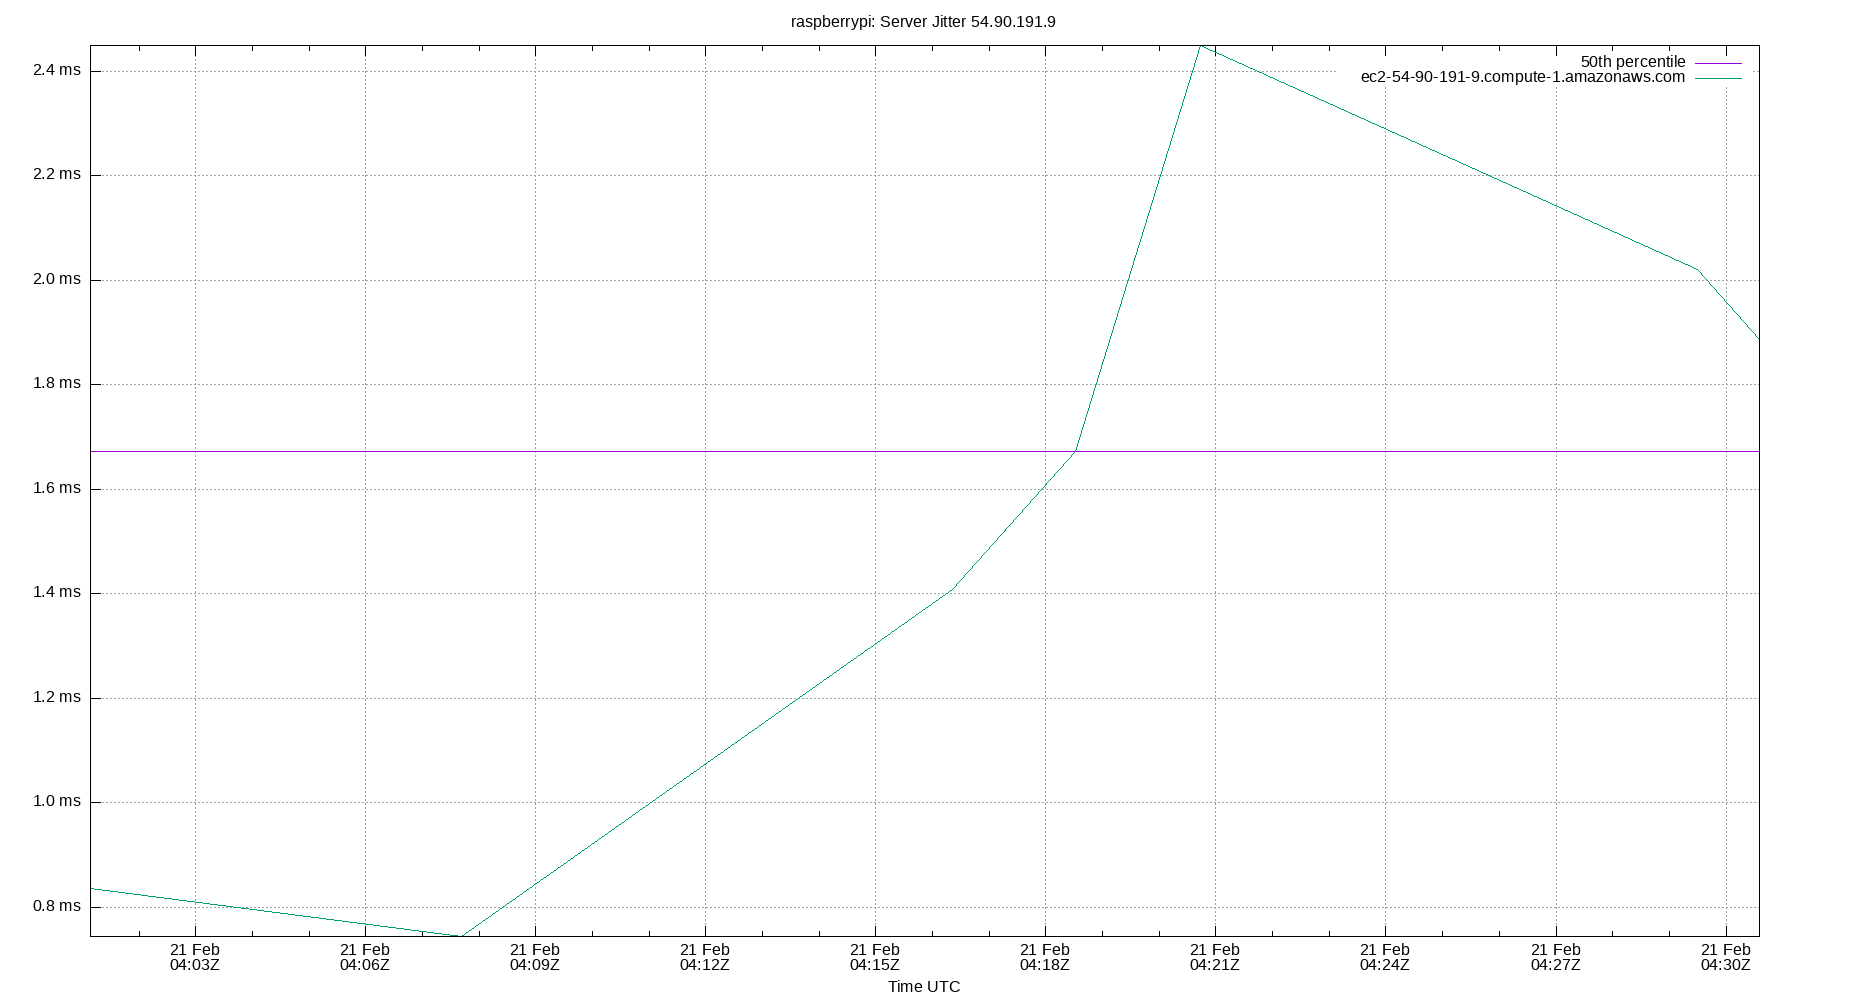 raspberrypi: Server Jitter 54.90.191.9
50th percentile
ec2-54-90-191-9.compute-1.amazonaws.com
2.4 ms
2.2 ms
2.0 ms
1.8 ms
1.6 ms
1.4 ms
1.2 ms
1.0 ms
0.8 ms
21 Feb 21 Feb 21 Feb 21 Feb 21 Feb 21 Feb 21 Feb 21 Feb 21 Feb 21 Feb
04:03Z 04:06Z 04:09Z 04:12Z 04:15Z 04:18Z 04:21Z 04:24Z 04:27Z 04:30Z
Time UTC